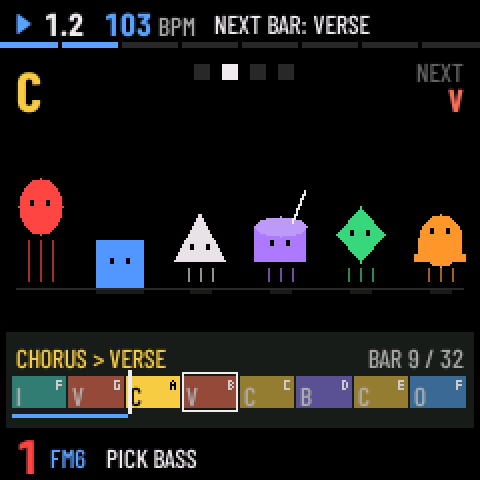 1.2 103 BPM NEXT BAR: VERSE
C NEXT
V
CHORUS > VERSE BAR 9 / 32
I F V G C A V B C C B D C E O F
1 FM6 PICK BASS